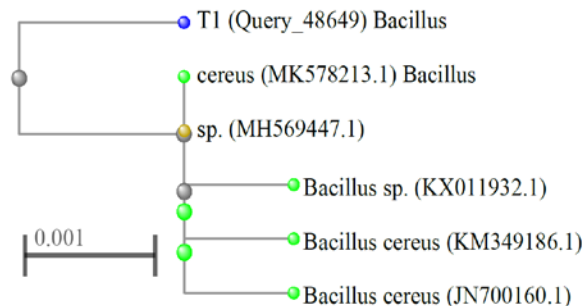 T1 (Query_48649) Bacillus
cereus (MK578213.1) Bacillus
sp. (MH569447.1)
Bacillus sp. (KX011932.1)
0.001
Bacillus cereus (KM349186.1)
Bacillus cereus (JN700160.1)